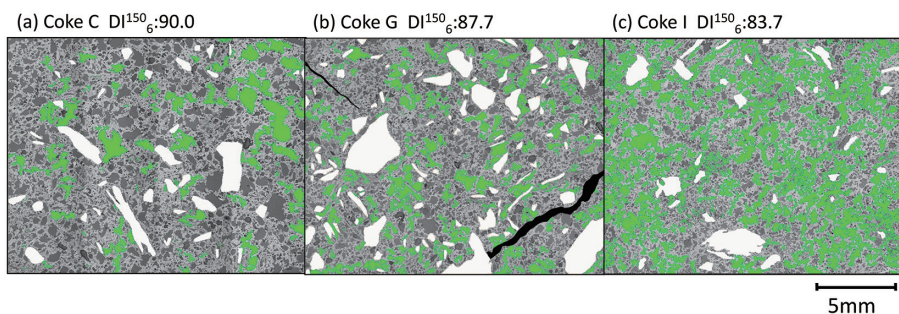 (a) Coke C DI¹⁵⁰₆:90.0
(b) Coke G DI¹⁵⁰₆:87.7
(c) Coke I DI¹⁵⁰₆:83.7
5mm